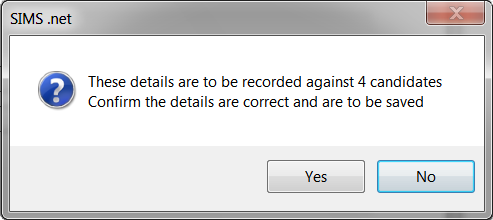 SIMS .net
These details are to be recorded against 4 candidates
Confirm the details are correct and are to be saved
Yes
No